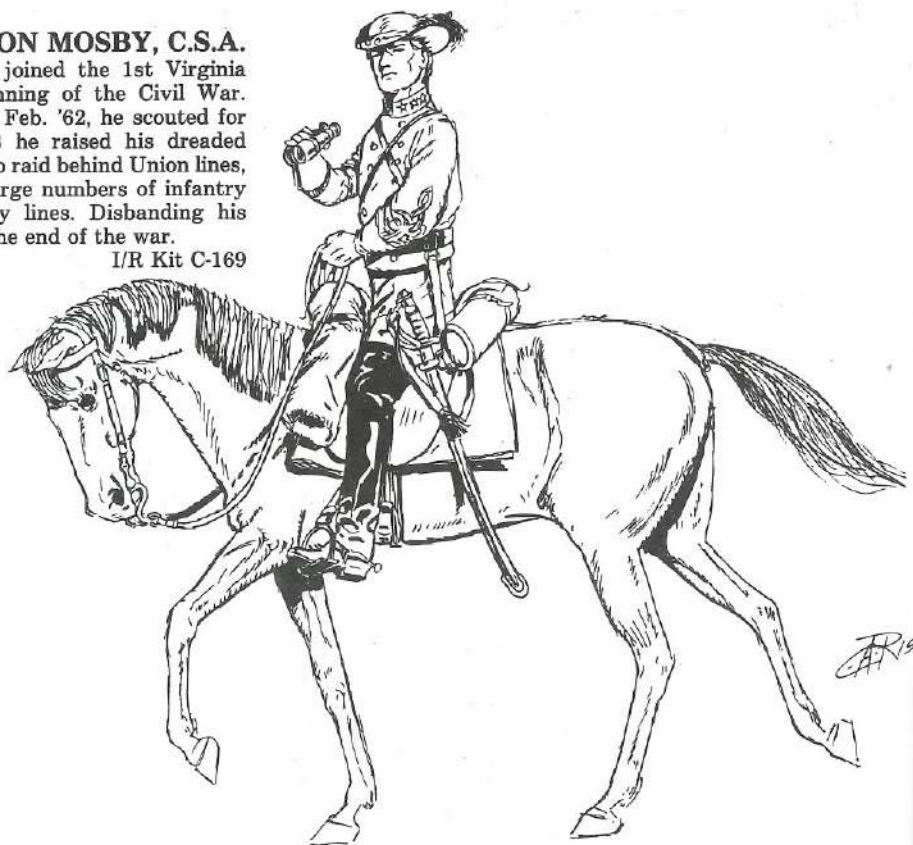 ON MOSBY, C.S.A.
joined the 1st Virginia
nning of the Civil War.
Feb. '62, he scouted for
he raised his dreaded
o raid behind Union lines,
rge numbers of infantry
y lines. Disbanding his
he end of the war.
I/R Kit C-169